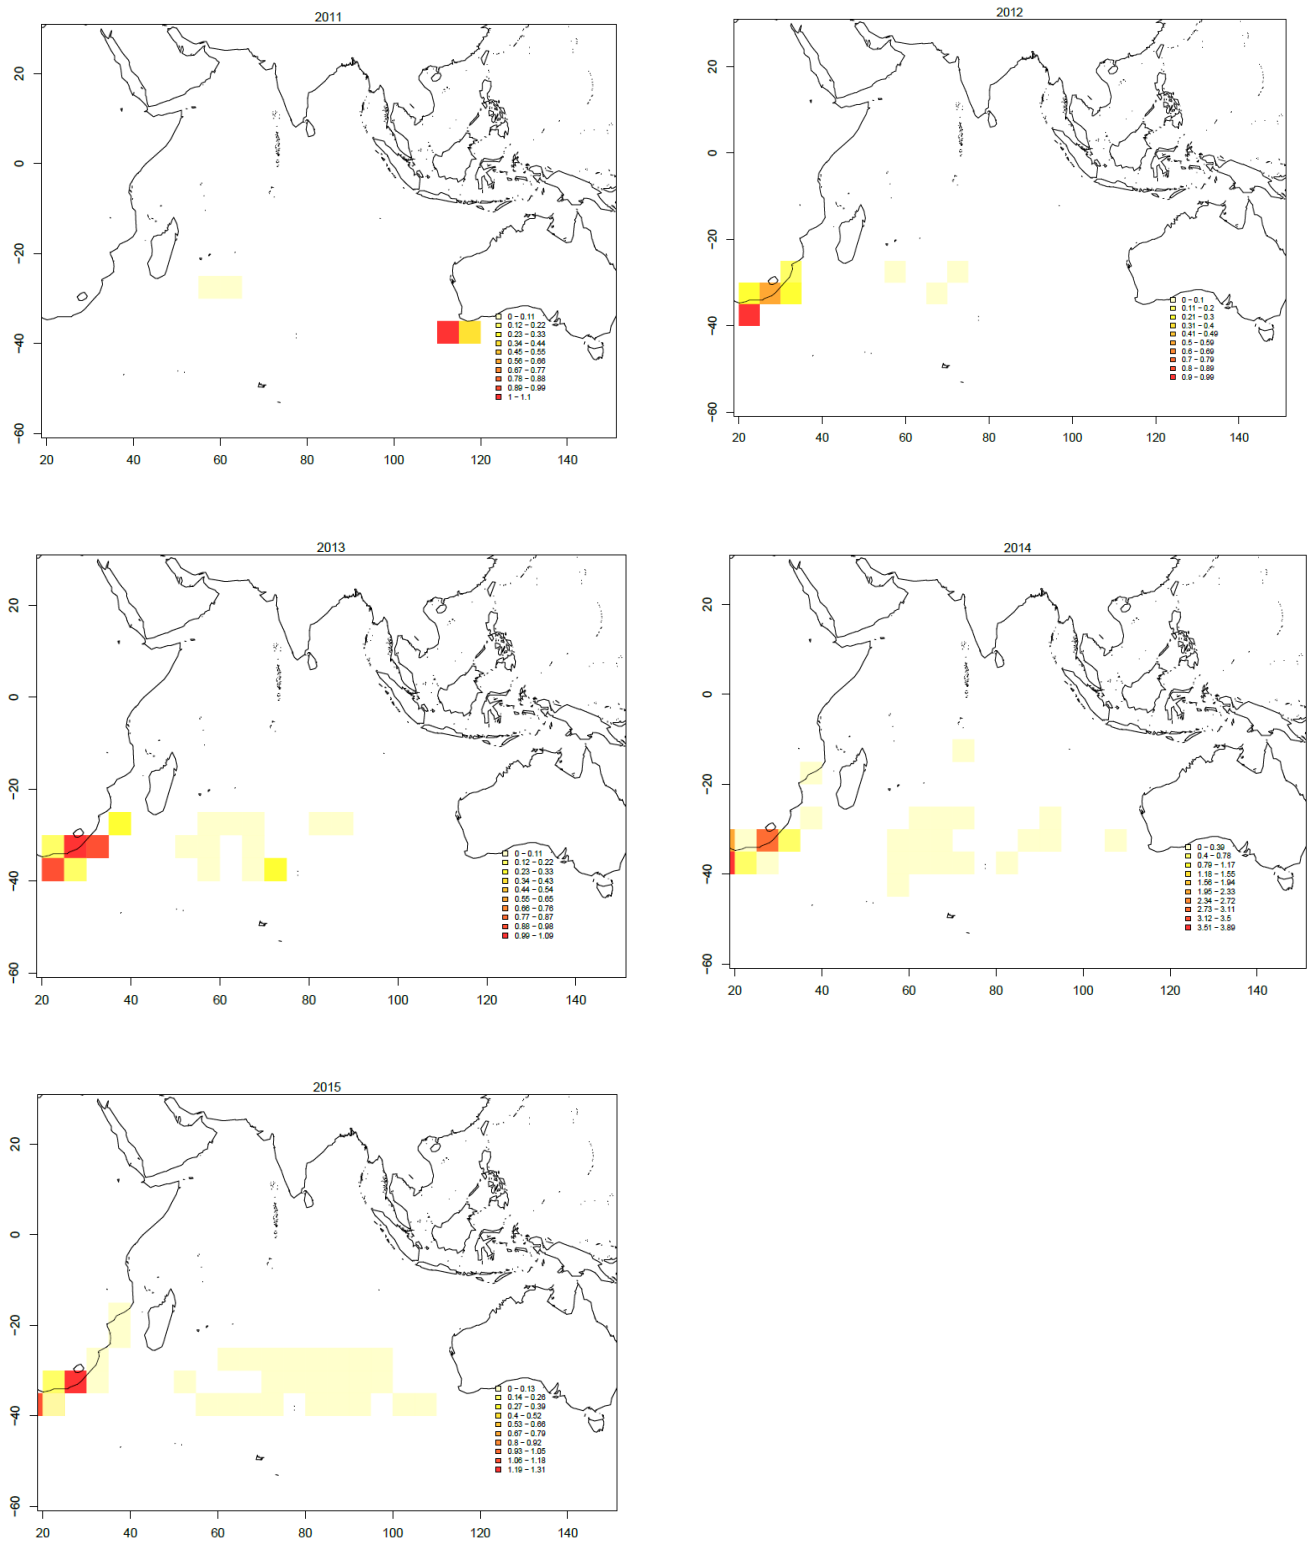 2011
20
0
−20
−40
−60
0 − 0.11
0.12 − 0.22
0.23 − 0.33
0.34 − 0.44
0.45 − 0.55
0.56 − 0.66
0.67 − 0.77
0.78 − 0.88
0.89 − 0.99
1 − 1.1
20 40 60 80 100 120 140
2012
20
0
−20
−40
−60
0 − 0.1
0.11 − 0.2
0.21 − 0.3
0.31 − 0.4
0.41 − 0.49
0.5 − 0.59
0.6 − 0.69
0.7 − 0.79
0.8 − 0.89
0.9 − 0.99
20 40 60 80 100 120 140
2013
20
0
−20
−40
−60
0 − 0.11
0.12 − 0.22
0.23 − 0.33
0.34 − 0.43
0.44 − 0.54
0.55 − 0.65
0.66 − 0.76
0.77 − 0.87
0.88 − 0.98
0.99 − 1.09
20 40 60 80 100 120 140
2014
20
0
−20
−40
−60
0 − 0.39
0.4 − 0.78
0.79 − 1.17
1.18 − 1.55
1.56 − 1.94
1.95 − 2.33
2.34 − 2.72
2.73 − 3.11
3.12 − 3.5
3.51 − 3.89
20 40 60 80 100 120 140
2015
20
0
−20
−40
−60
0 − 0.13
0.14 − 0.26
0.27 − 0.39
0.4 − 0.52
0.53 − 0.66
0.67 − 0.79
0.8 − 0.92
0.93 − 1.05
1.06 − 1.18
1.19 − 1.31
20 40 60 80 100 120 140